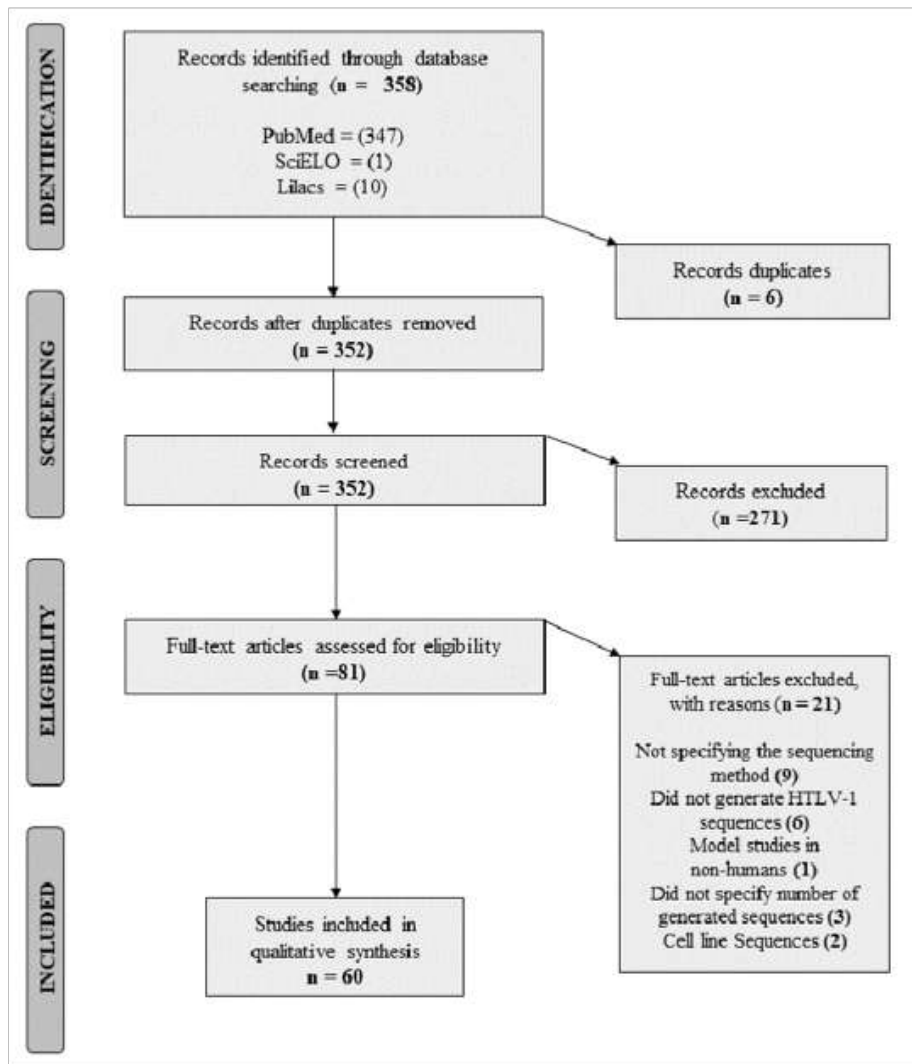 IDENTIFICATION
Records identified through database
searching (n = 358)
PubMed = (347)
SciELO = (1)
Lilacs = (10)
Records duplicates
(n = 6)
SCREENING
Records after duplicates removed
(n = 352)
Records screened
(n = 352)
Records excluded
(n =271)
ELIGIBILITY
Full-text articles assessed for eligibility
(n =81)
Full-text articles excluded,
with reasons (n = 21)
Not specifying the sequencing
method (9)
Did not generate HTLV-1
sequences (6)
Model studies in
non-humans (1)
Did not specify number of
generated sequences (3)
Cell line Sequences (2)
INCLUDED
Studies included in
qualitative synthesis
n = 60